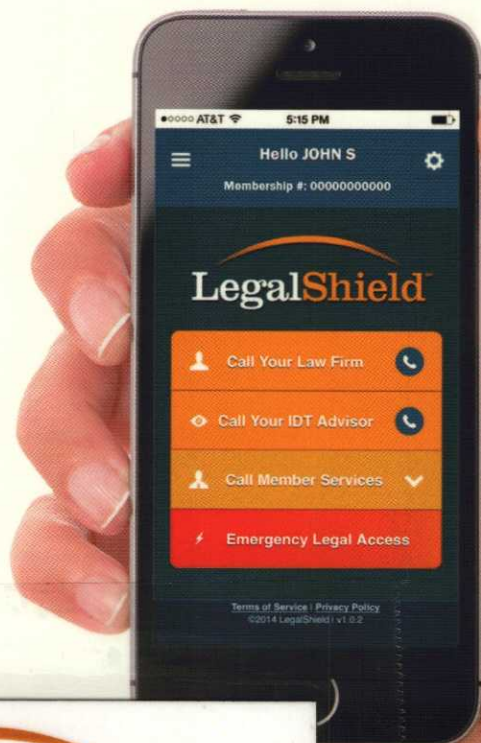 AT&T 5:15 PM
Hello JOHN S
Membership #: 00000000000
LegalShield
Call Your Law Firm
Call Your IDT Advisor
Call Member Services
Emergency Legal Access
Terms of Service | Privacy Policy
©2014 LegalShield | v1.0.2